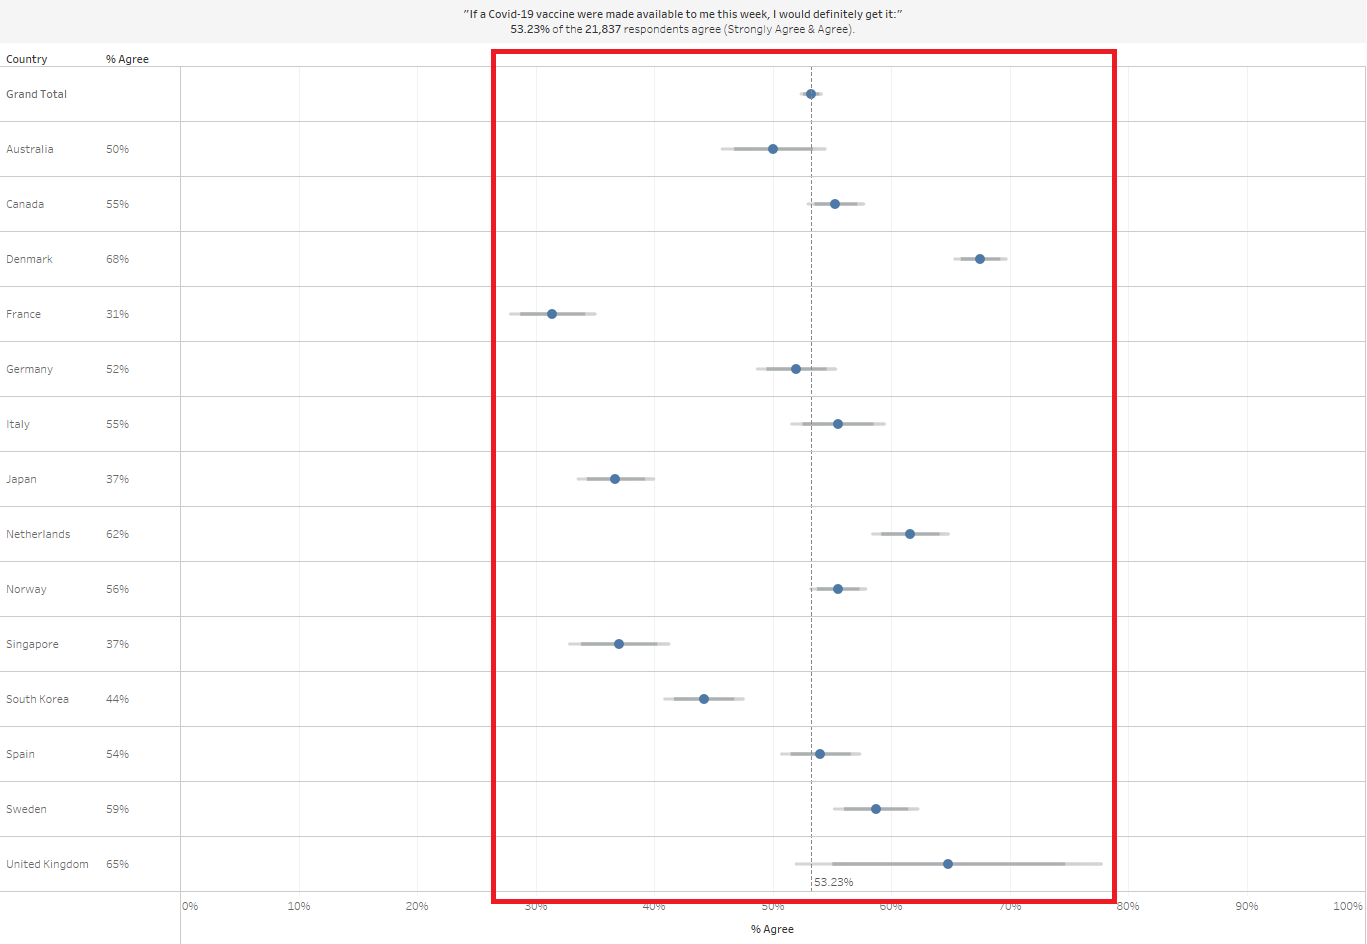 "If a Covid-19 vaccine were made available to me this week, I would definitely get it:"
53.23% of the 21,837 respondents agree (Strongly Agree & Agree).
Country % Agree
Grand Total
Australia 50%
Canada 55%
Denmark 68%
France 31%
Germany 52%
Italy 55%
Japan 37%
Netherlands 62%
Norway 56%
Singapore 37%
South Korea 44%
Spain 54%
Sweden 59%
United Kingdom 65%
53.23%
0% 10% 20% 30% 40% 50% 60% 70% 80% 90% 100%
% Agree